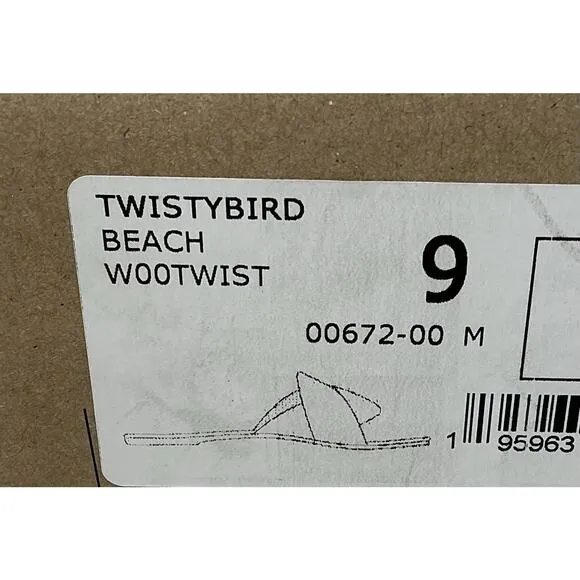 TWISTYBIRD
BEACH
W00TWIST
9
00672-00 M
1 95963